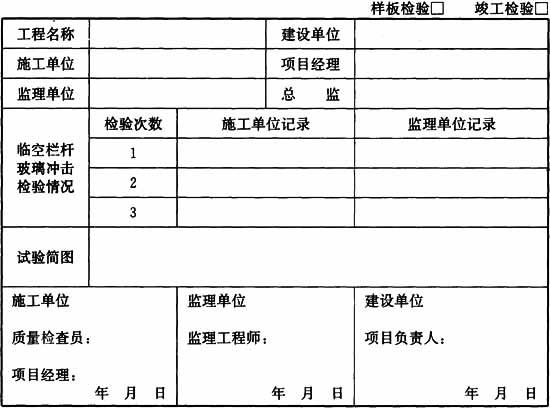 样板检验□ 竣工检验□
工程名称 建设单位
施工单位 项目经理
监理单位 总 监
检验次数 施工单位记录 监理单位记录
临空栏杆
玻璃冲击
检验情况
1
2
3
试验简图
施工单位 监理单位 建设单位
质量检查员： 监理工程师： 项目负责人：
项目经理：
年 月 日 年 月 日 年 月 日